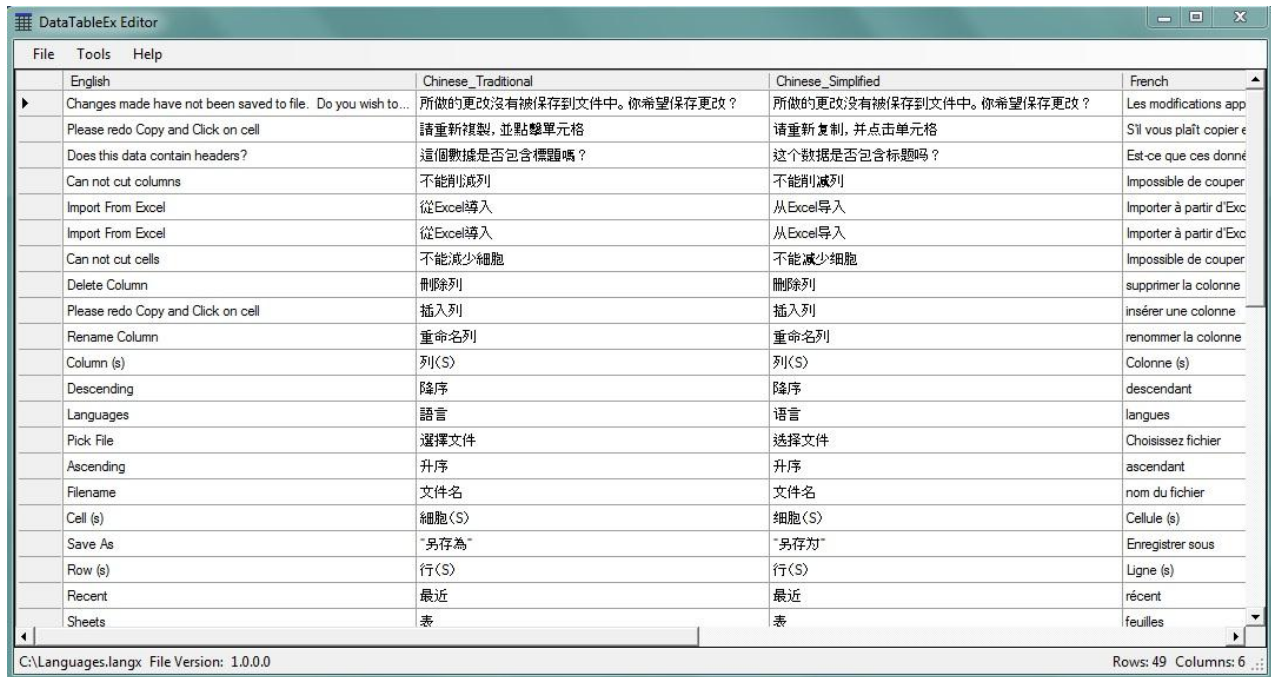 DataTableEx Editor
File Tools Help
English Chinese_Traditional Chinese_Simplified French
Changes made have not been saved to file. Do you wish to... 所做的更改沒有被保存到文件中。你希望保存更改？ 所做的更改没有被保存到文件中。你希望保存更改？ Les modifications app
Please redo Copy and Click on cell 請重新複製，並點擊單元格 请重新复制，并点击单元格 S'il vous plaît copier e
Does this data contain headers? 這個數據是否包含標題嗎？ 这个数据是否包含标题吗？ Est-ce que ces donné
Can not cut columns 不能削減列 不能削减列 Impossible de couper
Import From Excel 從Excel導入 从Excel导入 Importer à partir d'Exc
Import From Excel 從Excel導入 从Excel导入 Importer à partir d'Exc
Can not cut cells 不能減少細胞 不能减少细胞 Impossible de couper
Delete Column 刪除列 删除列 supprimer la colonne
Please redo Copy and Click on cell 插入列 插入列 insérer une colonne
Rename Column 重命名列 重命名列 renommer la colonne
Column (s) 列(S) 列(S) Colonne (s)
Descending 降序 降序 descendant
Languages 語言 语言 langues
Pick File 選擇文件 选择文件 Choisissez fichier
Ascending 升序 升序 ascendant
Filename 文件名 文件名 nom du fichier
Cell (s) 細胞(S) 细胞(S) Cellule (s)
Save As "另存為" "另存为" Enregistrer sous
Row (s) 行(S) 行(S) Ligne (s)
Recent 最近 最近 récent
Sheets 表 表 feuilles
C:\Languages.langx File Version: 1.0.0.0 Rows: 49 Columns: 6